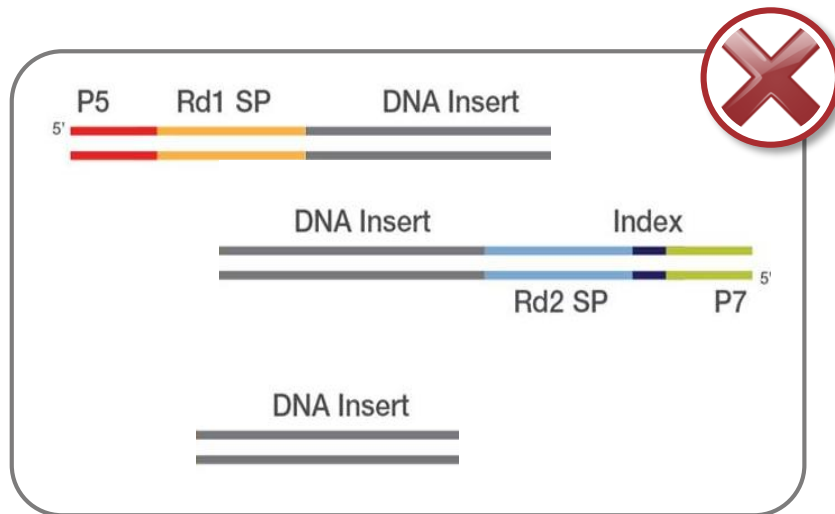 P5 Rd1 SP DNA Insert
5'
DNA Insert Index
5'
Rd2 SP P7
DNA Insert